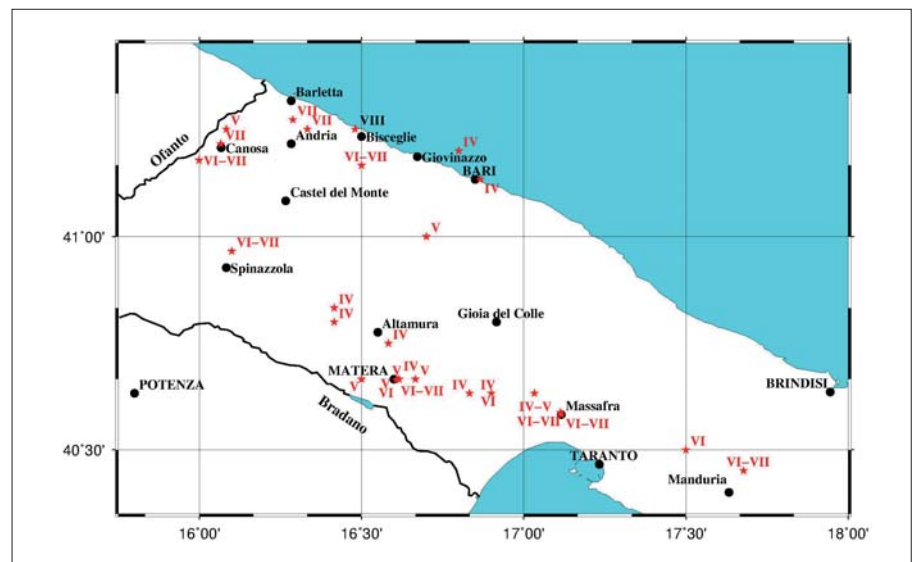 Barletta
VII
V
VII
VIII
VII
Andria
Bisceglie
Ofanto
Canosa
IV
VI–VII
VI–VII
Giovinazzo
BARI
IV
Castel del Monte
V
41°00'
VI–VII
Spinazzola
IV
IV
Gioia del Colle
Altamura
IV
MATERA
V
IV
V
V
V
VI
VI–VII
IV
IV
VI
POTENZA
BRINDISI
Bradano
IV–V
Massafra
VI–VII
VI–VII
VI
40°30'
TARANTO
VI–VII
Manduria
16°00'
16°30'
17°00'
17°30'
18°00'